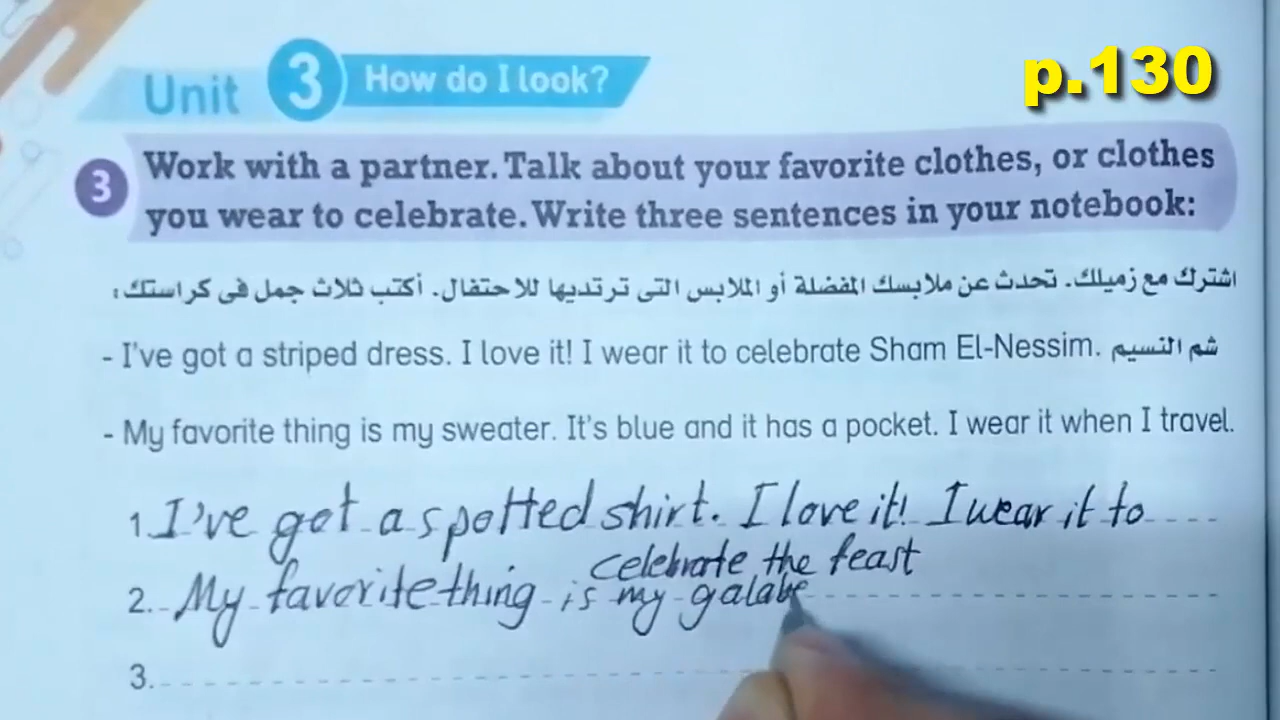 p.130
Unit 3 How do I look?
3 Work with a partner. Talk about your favorite clothes, or clothes
you wear to celebrate. Write three sentences in your notebook:
اشترك مع زميلك. تحدث عن ملابسك المفضلة أو الملابس التى ترتديها للاحتفال. أكتب ثلاث جمل فى كراستك:
- I've got a striped dress. I love it! I wear it to celebrate Sham El-Nessim. شم النسيم
- My favorite thing is my sweater. It's blue and it has a pocket. I wear it when I travel.
1. I've got a spotted shirt. I love it! I wear it to
celebrate the feast
2. My favorite thing is my galabe
3.